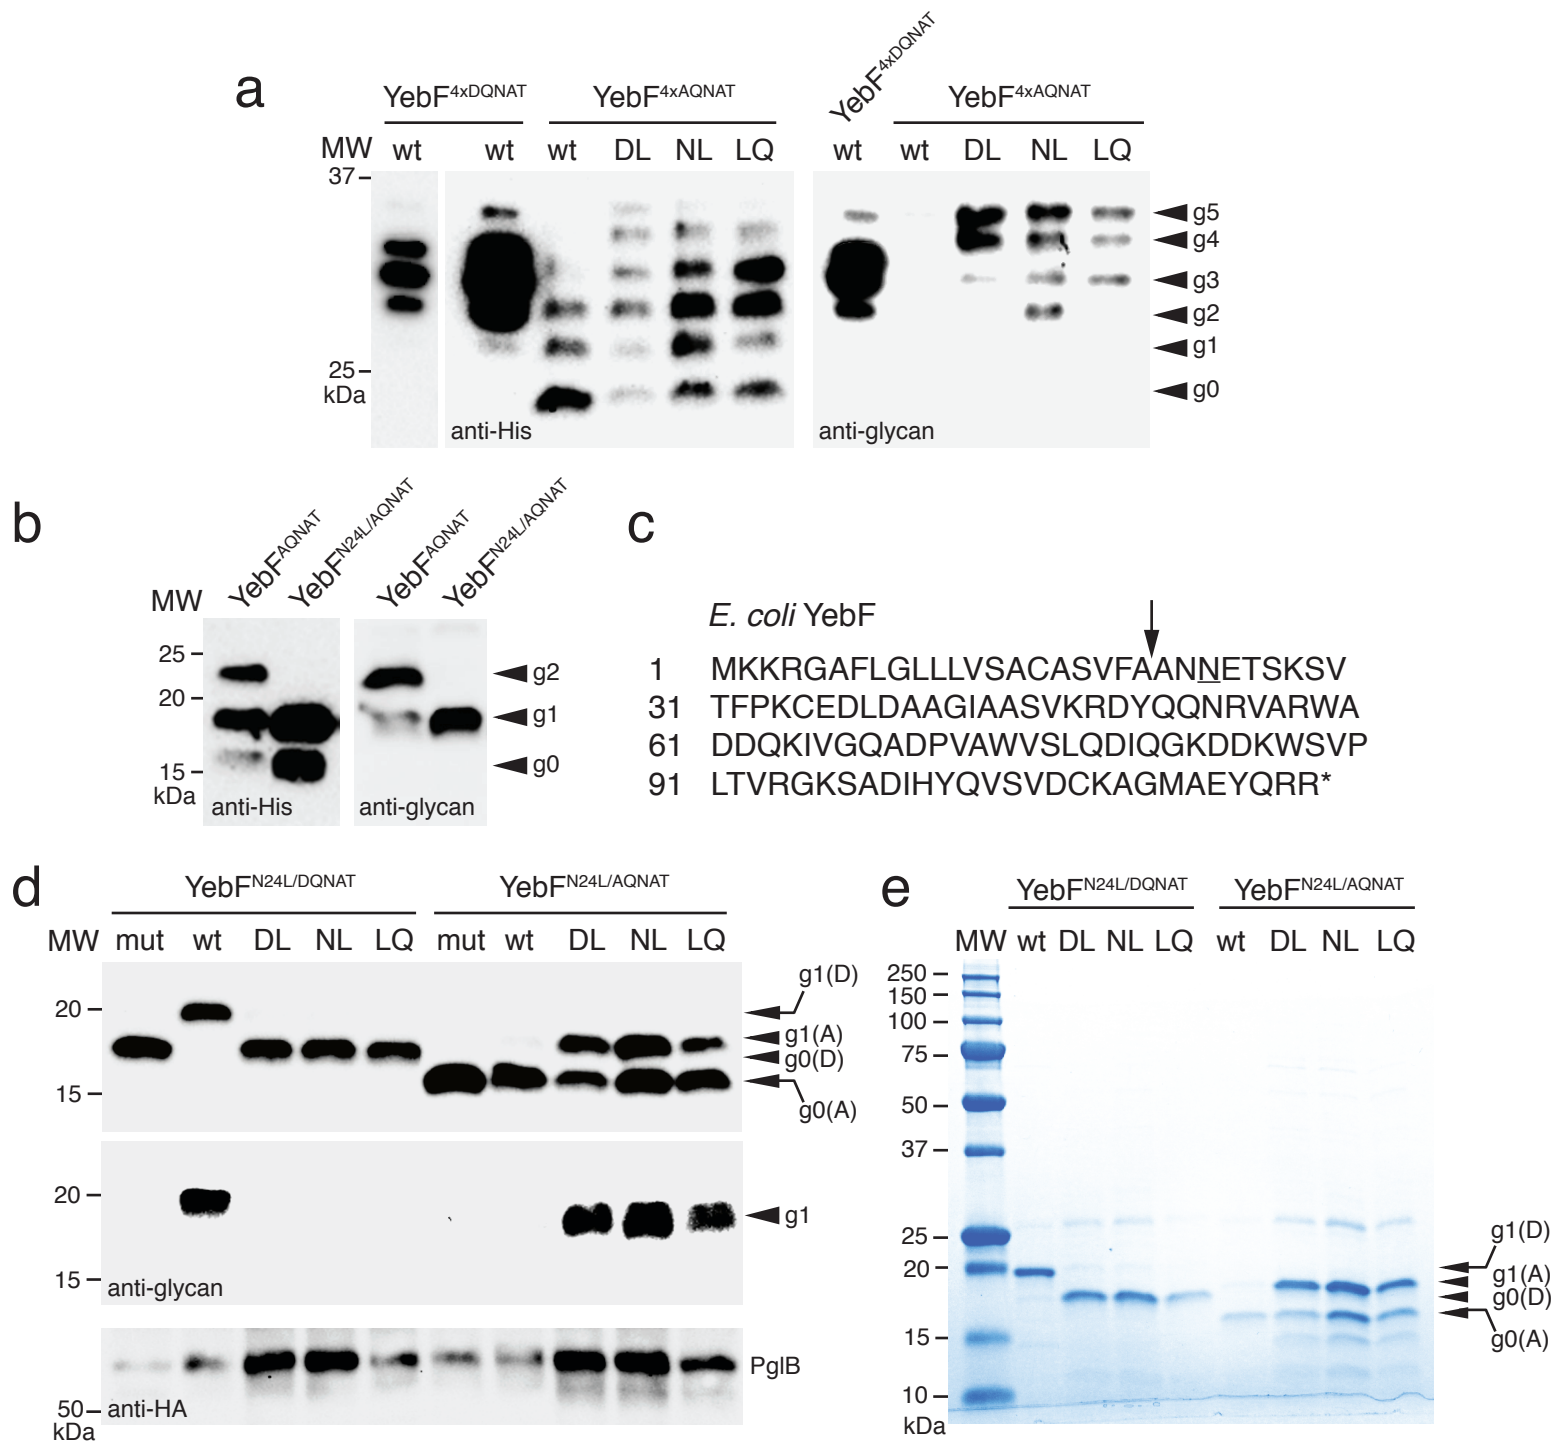 a
YebF4xDQNAT YebF4xAQNAT YebF4xDQNAT YebF4xAQNAT
MW wt wt wt DL NL LQ wt wt DL NL LQ
37
25
kDa
anti-His anti-glycan
g5
g4
g3
g2
g1
g0
b
YebFAQNAT YebFN24L/AQNAT YebFAQNAT YebFN24L/AQNAT
MW
25
20
15
kDa
anti-His anti-glycan
g2
g1
g0
c
E. coli YebF
1 MKKRGAFLGLLLVSACASVFAANNETSKSV
31 TFPKCEDLDAAGIAASVKRDYQQNRVARWA
61 DDQKIVGQADPVAWVSLQDIQGKDDKWSVP
91 LTVRGKSADIHYQVSVDCKAGMAEYQRR*
d
YebFN24L/DQNAT YebFN24L/AQNAT
MW mut wt DL NL LQ mut wt DL NL LQ
20
15
g1(D)
g1(A)
g0(D)
g0(A)
20
15
anti-glycan
g1
50
kDa
anti-HA
PglB
e
YebFN24L/DQNAT YebFN24L/AQNAT
MW wt DL NL LQ wt DL NL LQ
250
150
100
75
50
37
25
20
15
10
kDa
g1(D)
g1(A)
g0(D)
g0(A)